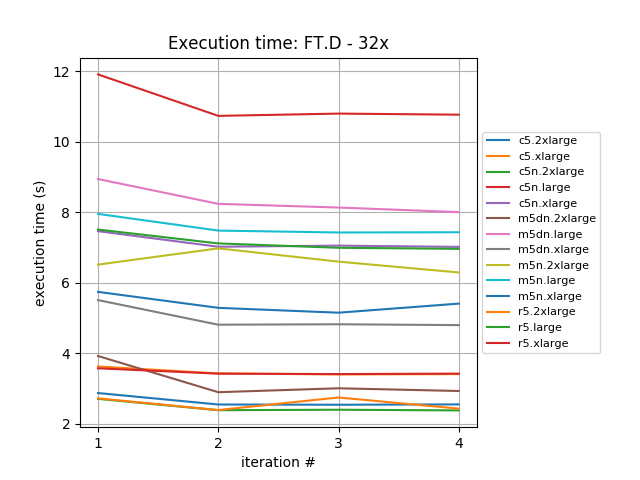 Execution time: FT.D - 32x
execution time (s)
12
10
8
6
4
2
1 2 3 4
iteration #
c5.2xlarge
c5.xlarge
c5n.2xlarge
c5n.large
c5n.xlarge
m5dn.2xlarge
m5dn.large
m5dn.xlarge
m5n.2xlarge
m5n.large
m5n.xlarge
r5.2xlarge
r5.large
r5.xlarge